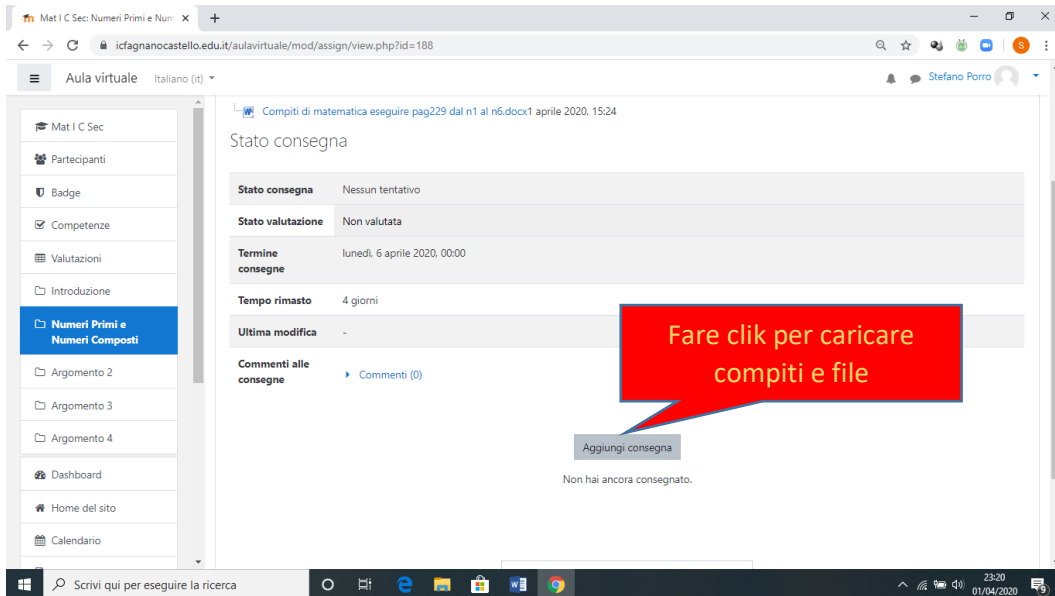 Mat I C Sec: Numeri Primi e Num
icfagnanocastello.edu.it/aulavirtuale/mod/assign/view.php?id=188
S
Aula virtuale Italiano (it)
Stefano Porro
Mat I C Sec
Partecipanti
Badge
Competenze
Valutazioni
Introduzione
Numeri Primi e
Numeri Composti
Argomento 2
Argomento 3
Argomento 4
Dashboard
Home del sito
Calendario
Compiti di matematica eseguire pag229 dal n1 al n6.docx1 aprile 2020, 15:24
Stato consegna
Stato consegna Nessun tentativo
Stato valutazione Non valutata
Termine
consegne
lunedì, 6 aprile 2020, 00:00
Tempo rimasto 4 giorni
Ultima modifica -
Commenti alle
consegne
Commenti (0)
Fare clik per caricare
compiti e file
Aggiungi consegna
Non hai ancora consegnato.
Scrivi qui per eseguire la ricerca
23:20
01/04/2020